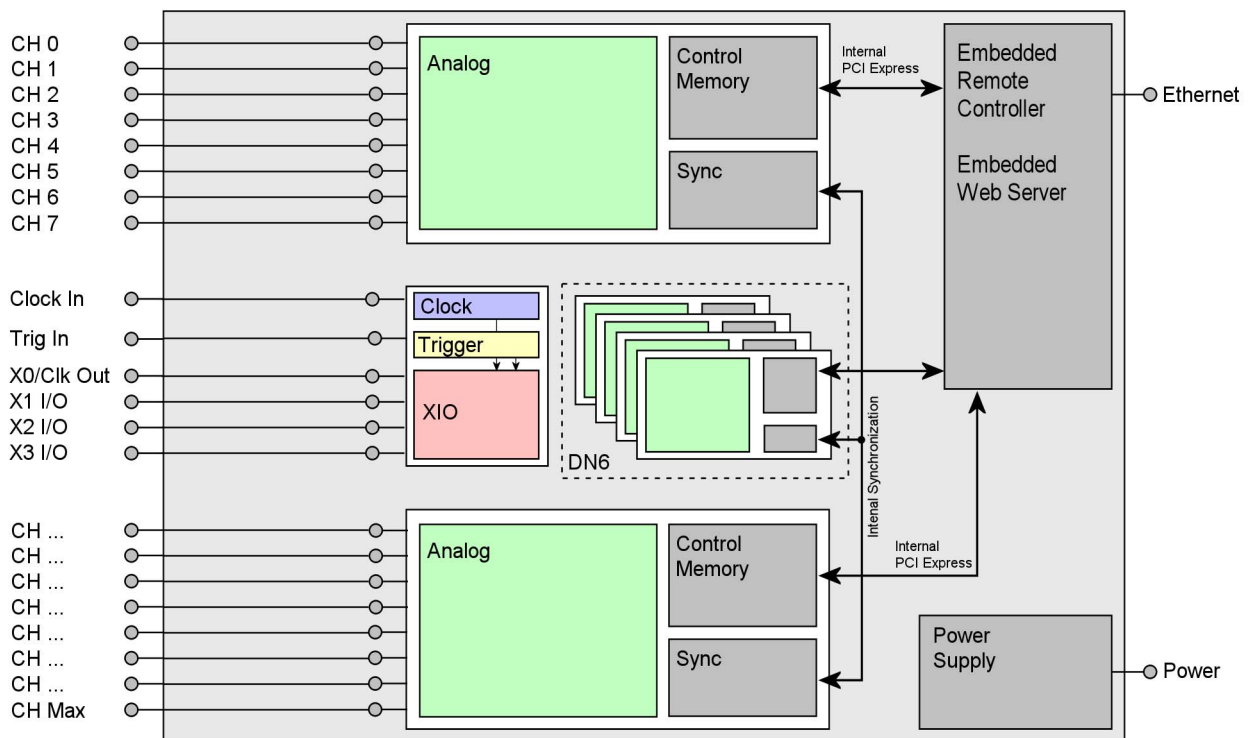 CH 0
CH 1
CH 2
CH 3
CH 4
CH 5
CH 6
CH 7
Analog
Control
Memory
Sync
Internal
PCI Express
Embedded
Remote
Controller
Embedded
Web Server
Ethernet
Clock In
Trig In
X0/Clk Out
X1 I/O
X2 I/O
X3 I/O
Clock
Trigger
XIO
DN6
Intenal Synchronization
CH ...
CH ...
CH ...
CH ...
CH ...
CH ...
CH ...
CH Max
Analog
Control
Memory
Sync
Internal
PCI Express
Power
Supply
Power